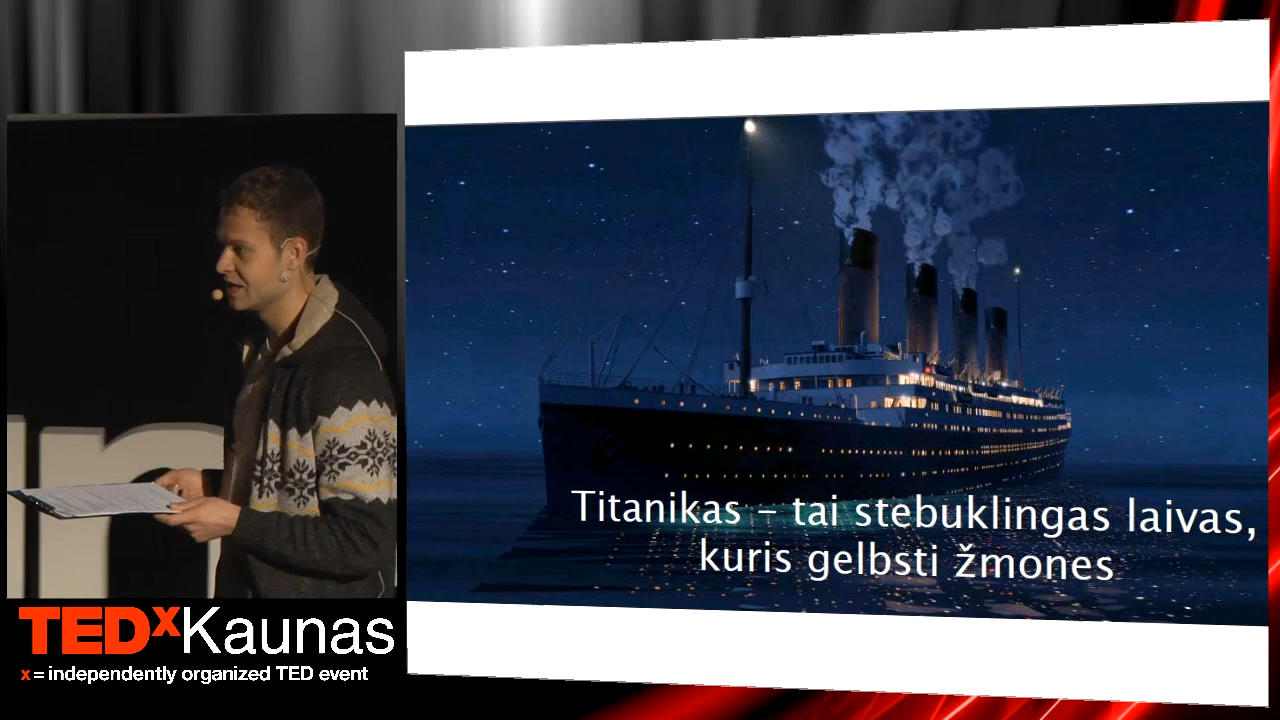 Titanikas – tai stebuklingas laivas,
kuris gelbsti žmones
TEDxKaunas
x = independently organized TED event